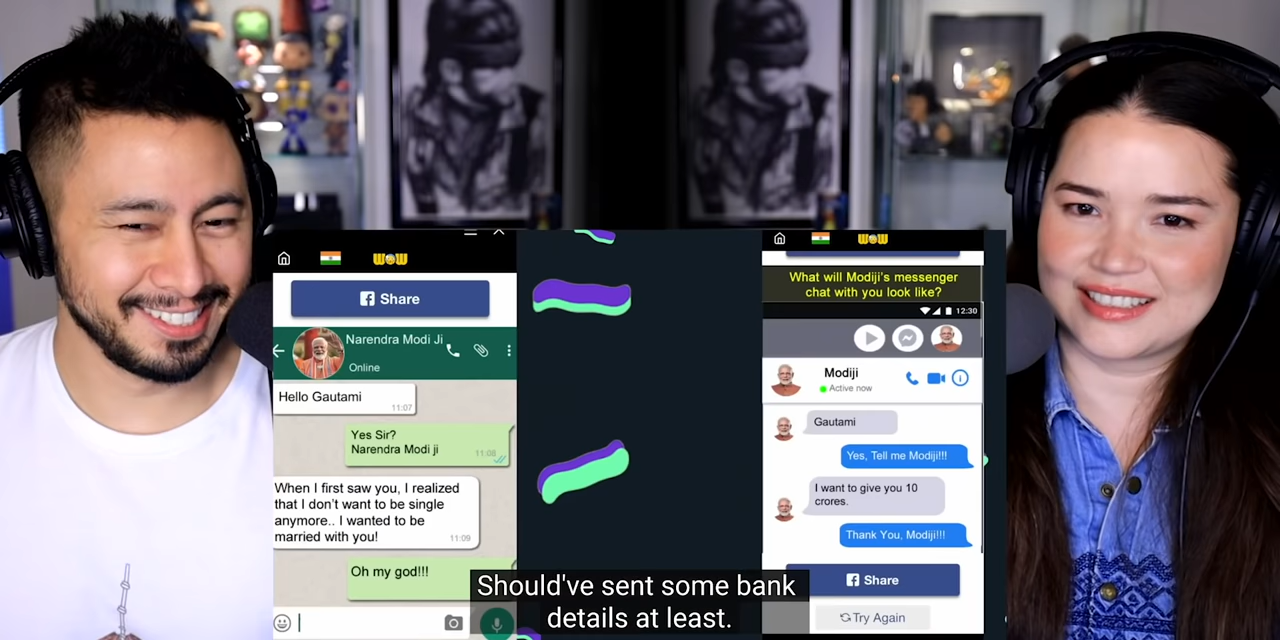 WOW
Share
Narendra Modi Ji
Online
Hello Gautami
11:07
Yes Sir?
Narendra Modi ji
11:08
When I first saw you, I realized
that I don't want to be single
anymore.. I wanted to be
married with you!
11:09
Oh my god!!!
WOW
What will Modiji's messenger
chat with you look like?
12:30
Modiji
Active now
Gautami
Yes, Tell me Modiji!!!
I want to give you 10
crores.
Thank You, Modiji!!!
Share
Try Again
Should've sent some bank
details at least.